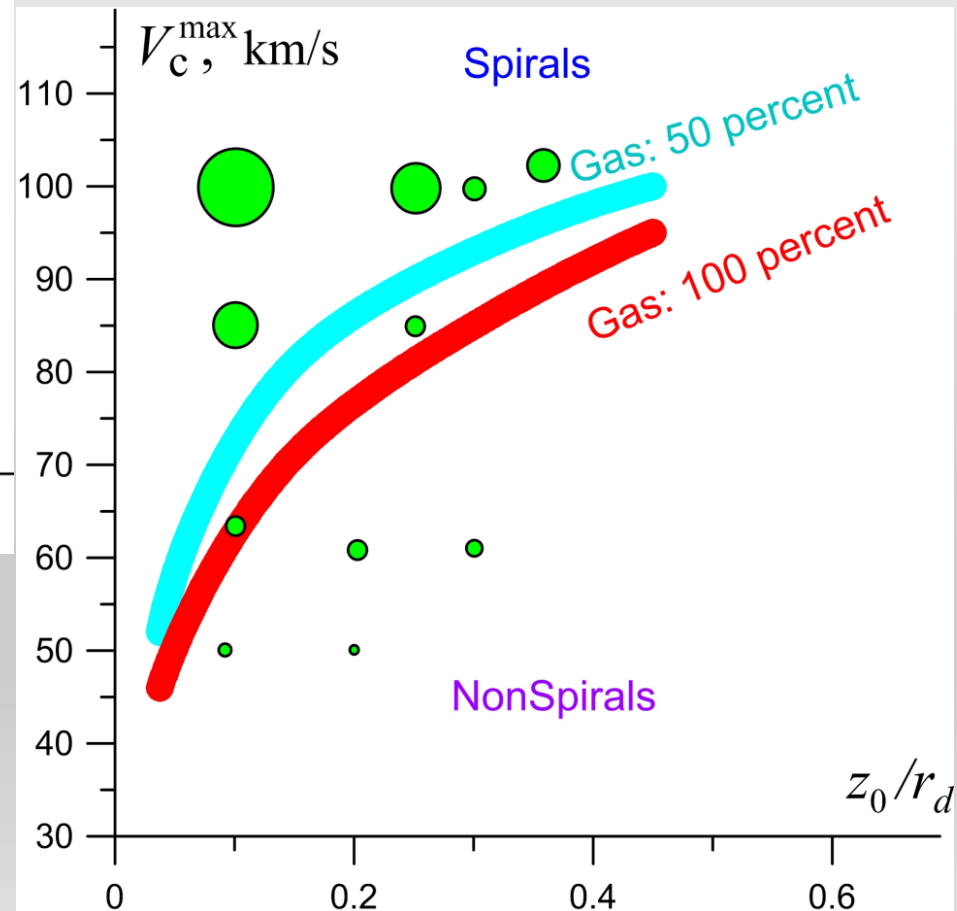 V_c^max, km/s
Spirals
110
Gas: 50 percent
100
Gas: 100 percent
90
80
70
60
50
NonSpirals
40
z_0/r_d
30
0 0.2 0.4 0.6